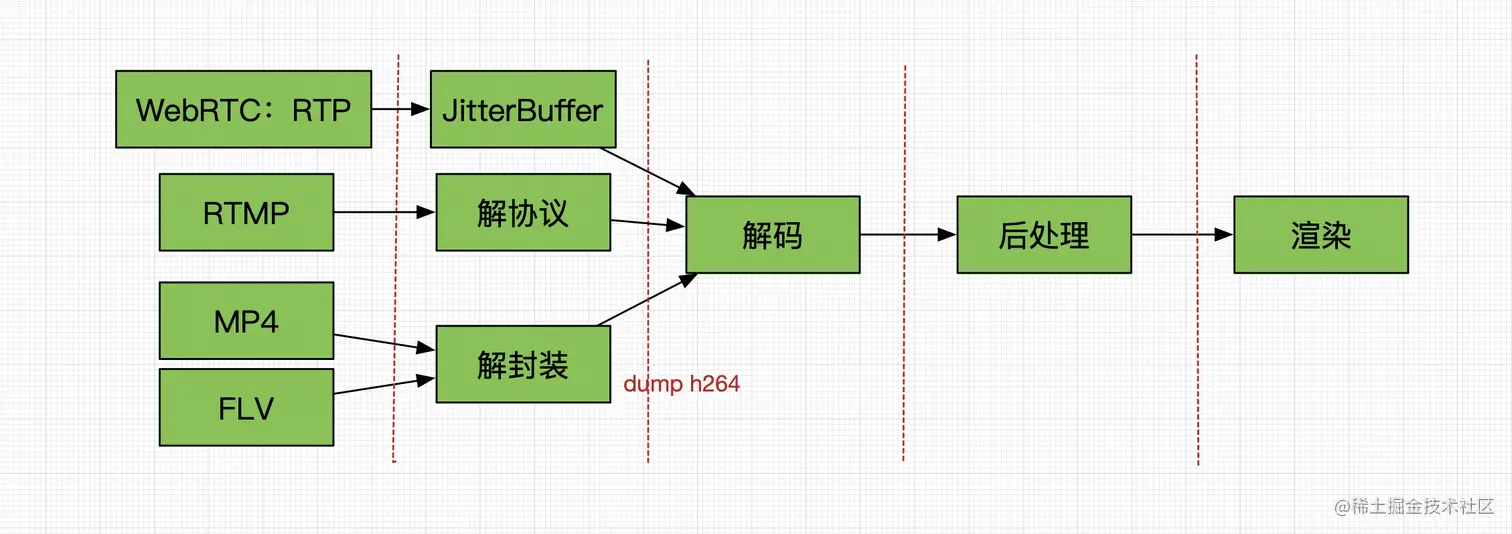 WebRTC：RTP
JitterBuffer
RTMP
解协议
解码
后处理
渲染
MP4
解封装
dump h264
FLV
@稀土掘金技术社区